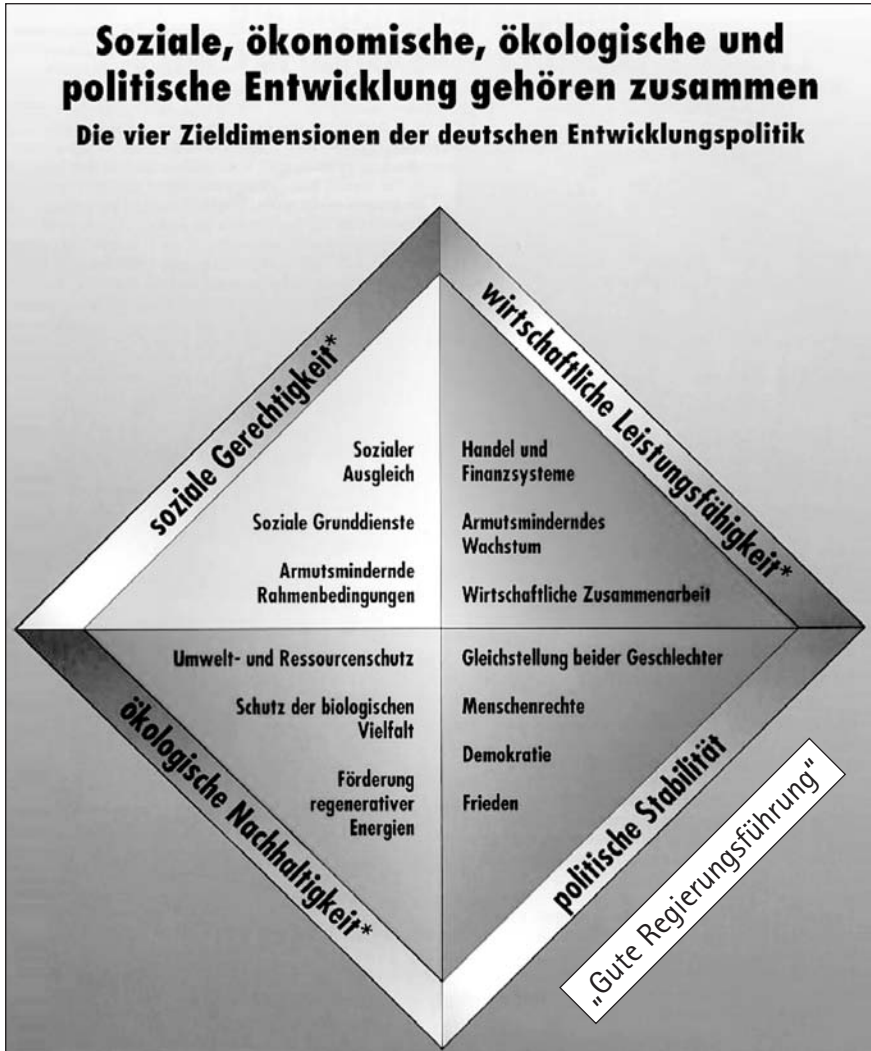 Soziale, ökonomische, ökologische und
politische Entwicklung gehören zusammen
Die vier Zieldimensionen der deutschen Entwicklungspolitik
soziale Gerechtigkeit*
wirtschaftliche Leistungsfähigkeit*
Sozialer
Ausgleich
Soziale Grunddienste
Armutsmindernde
Rahmenbedingungen
Handel und
Finanzsysteme
Armutsminderndes
Wachstum
Wirtschaftliche Zusammenarbeit
Umwelt- und Ressourcenschutz
Schutz der biologischen
Vielfalt
Förderung
regenerativer
Energien
Gleichstellung beider Geschlechter
Menschenrechte
Demokratie
Frieden
ökologische Nachhaltigkeit*
politische Stabilität
„Gute Regierungsführung"